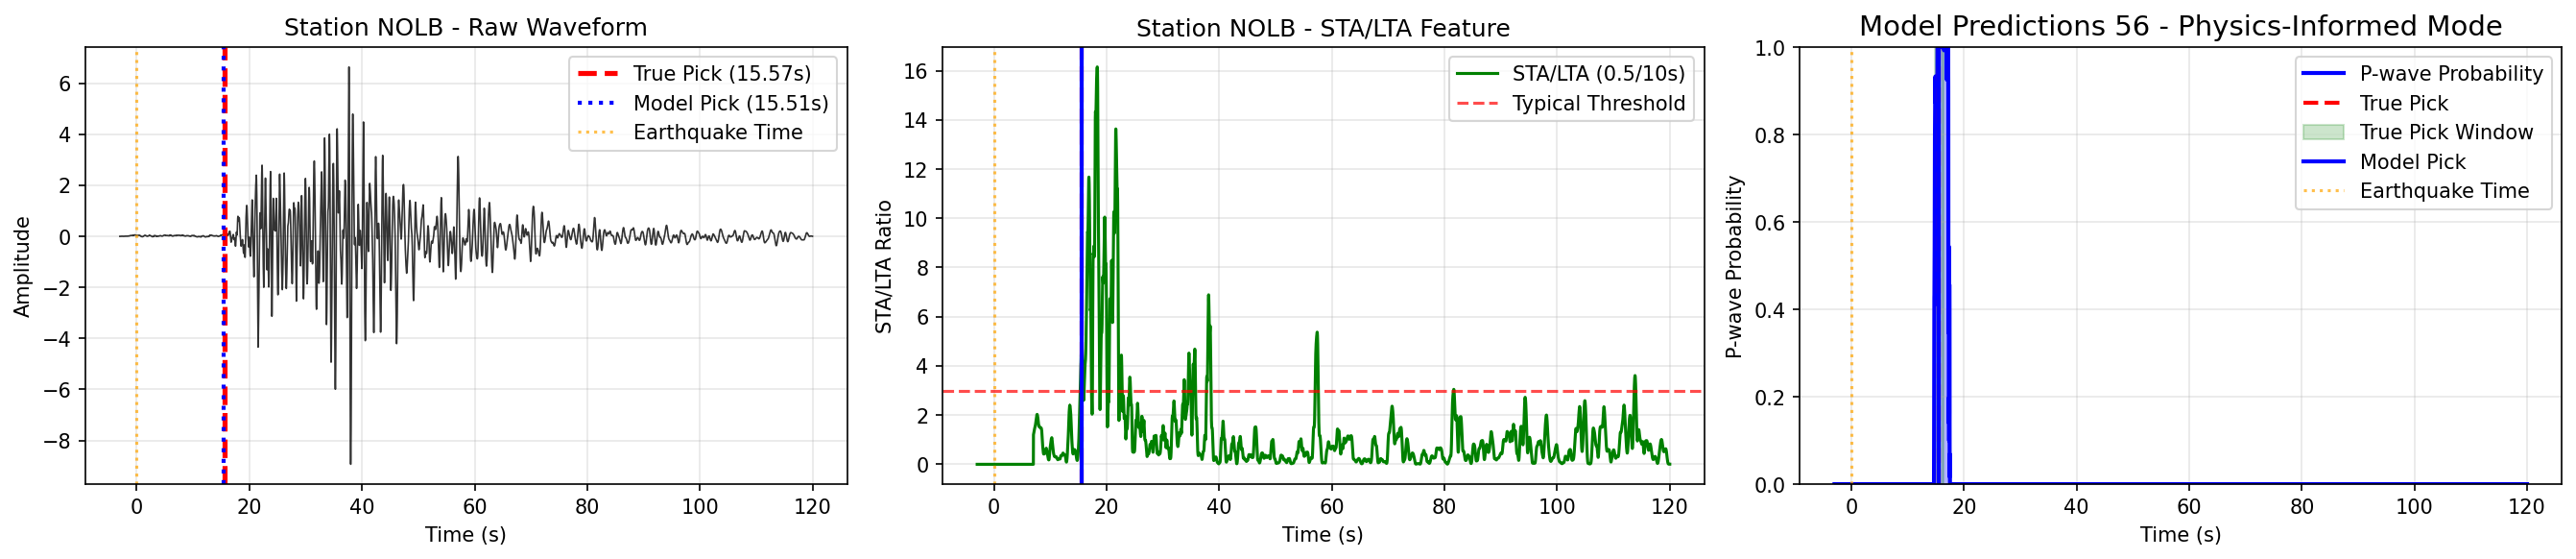 Station NOLB - Raw Waveform
True Pick (15.57s)
Model Pick (15.51s)
Earthquake Time
Amplitude
6
4
2
0
−2
−4
−6
−8
0 20 40 60 80 100 120
Time (s)
Station NOLB - STA/LTA Feature
STA/LTA (0.5/10s)
Typical Threshold
STA/LTA Ratio
16
14
12
10
8
6
4
2
0
0 20 40 60 80 100 120
Time (s)
Model Predictions 56 - Physics-Informed Mode
P-wave Probability
True Pick
True Pick Window
Model Pick
Earthquake Time
P-wave Probability
1.0
0.8
0.6
0.4
0.2
0.0
0 20 40 60 80 100 120
Time (s)